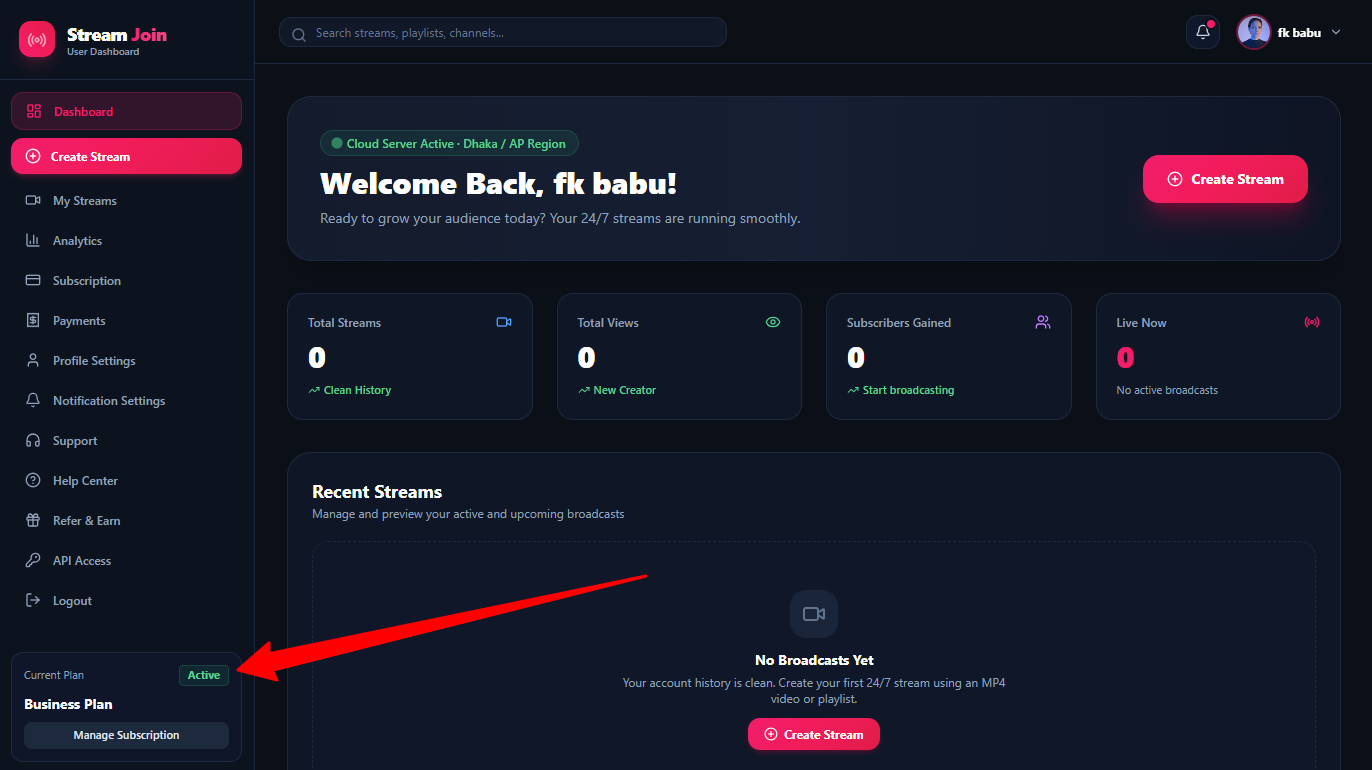 Stream Join
User Dashboard
Search streams, playlists, channels...
fk babu
Dashboard
Create Stream
My Streams
Analytics
Subscription
Payments
Profile Settings
Notification Settings
Support
Help Center
Refer & Earn
API Access
Logout
Current Plan
Active
Business Plan
Manage Subscription
Cloud Server Active · Dhaka / AP Region
Welcome Back, fk babu!
Ready to grow your audience today? Your 24/7 streams are running smoothly.
Create Stream
Total Streams
0
Clean History
Total Views
0
New Creator
Subscribers Gained
0
Start broadcasting
Live Now
0
No active broadcasts
Recent Streams
Manage and preview your active and upcoming broadcasts
No Broadcasts Yet
Your account history is clean. Create your first 24/7 stream using an MP4
video or playlist.
Create Stream